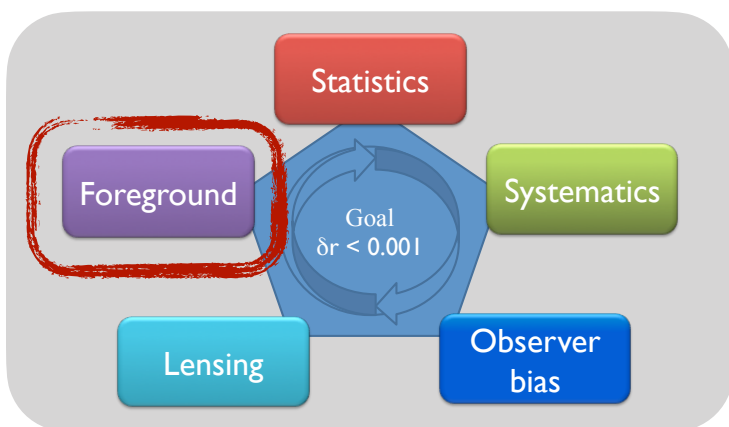 Statistics
Foreground
Systematics
Goal
δr < 0.001
Lensing
Observer
bias